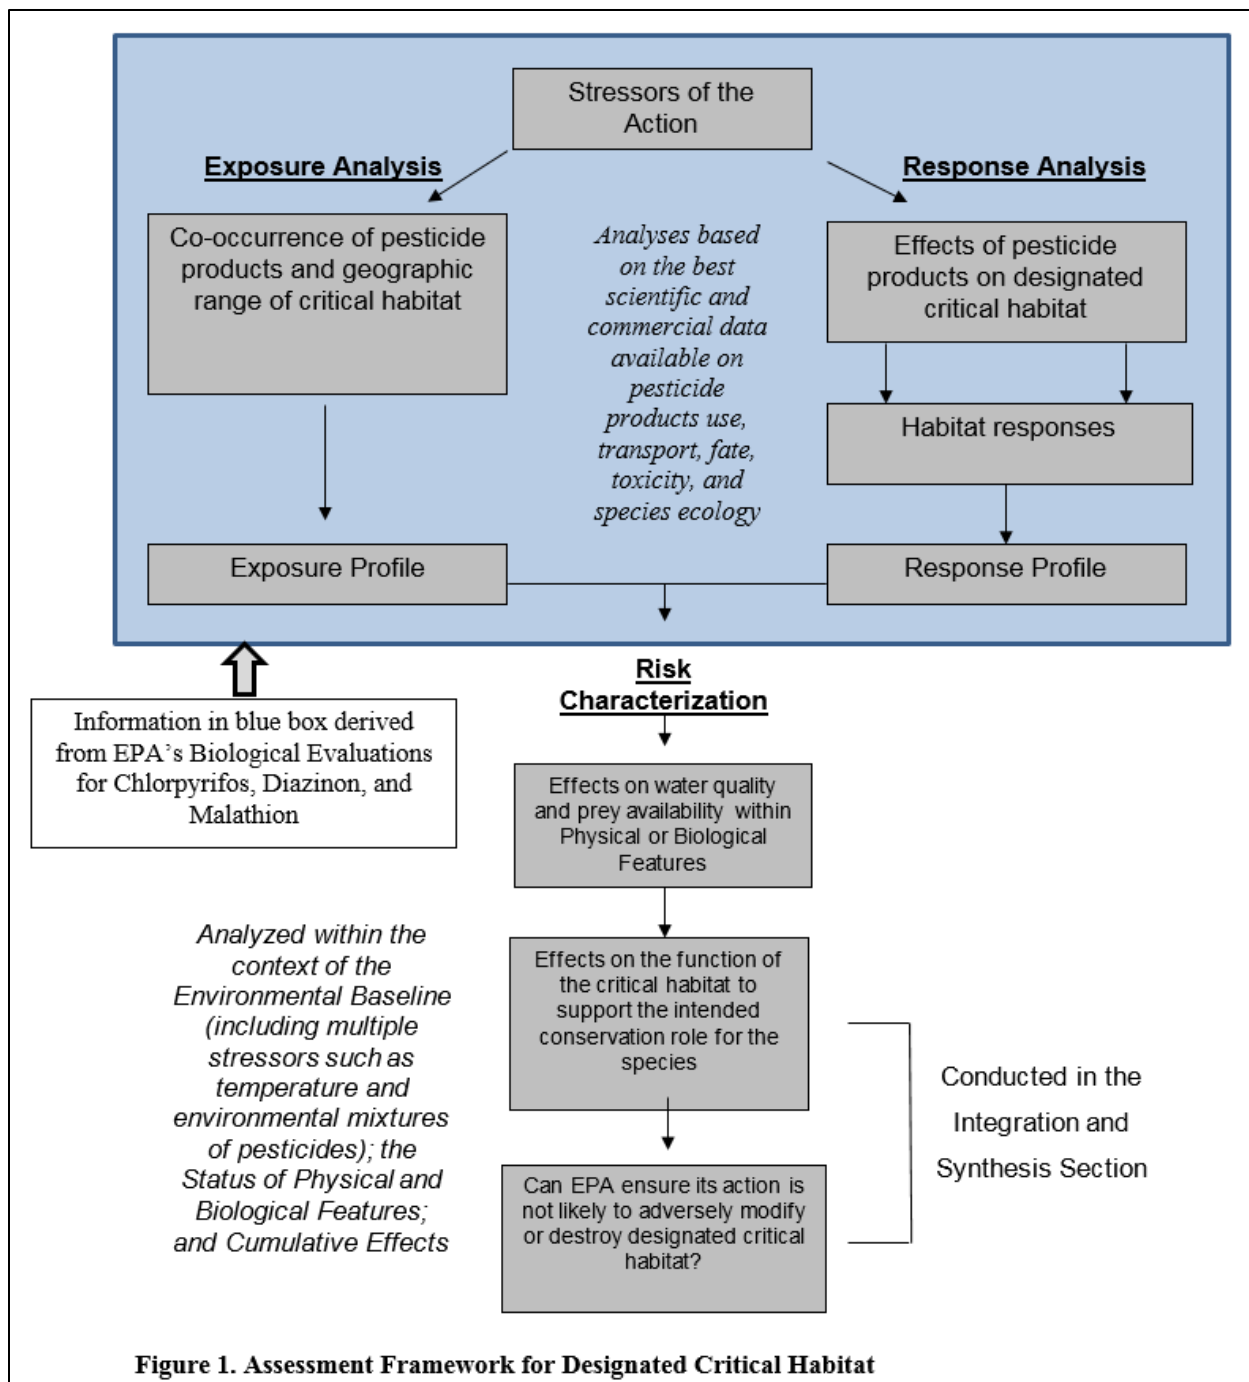 Stressors of the
Action
Exposure Analysis
Response Analysis
Co-occurrence of pesticide
products and geographic
range of critical habitat
Analyses based
on the best
scientific and
commercial data
available on
pesticide
products use,
transport, fate,
toxicity, and
species ecology
Effects of pesticide
products on designated
critical habitat
Habitat responses
Exposure Profile
Response Profile
Risk
Characterization
Information in blue box derived
from EPA's Biological Evaluations
for Chlorpyrifos, Diazinon, and
Malathion
Effects on water quality
and prey availability within
Physical or Biological
Features
Analyzed within the
context of the
Environmental Baseline
(including multiple
stressors such as
temperature and
environmental mixtures
of pesticides); the
Status of Physical and
Biological Features;
and Cumulative Effects
Effects on the function of
the critical habitat to
support the intended
conservation role for the
species
Conducted in the
Integration and
Synthesis Section
Can EPA ensure its action is
not likely to adversely modify
or destroy designated critical
habitat?
Figure 1. Assessment Framework for Designated Critical Habitat